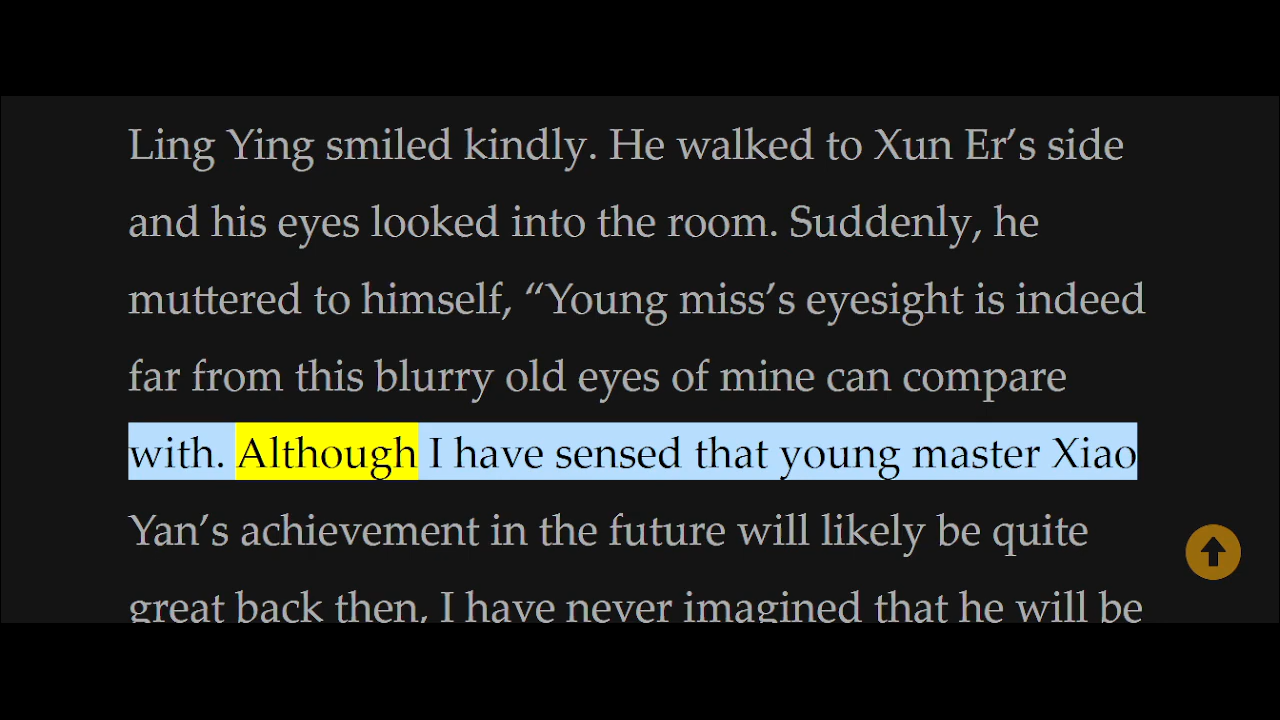 Ling Ying smiled kindly. He walked to Xun Er’s side
and his eyes looked into the room. Suddenly, he
muttered to himself, “Young miss’s eyesight is indeed
far from this blurry old eyes of mine can compare
with. Although I have sensed that young master Xiao
Yan’s achievement in the future will likely be quite
great back then, I have never imagined that he will be